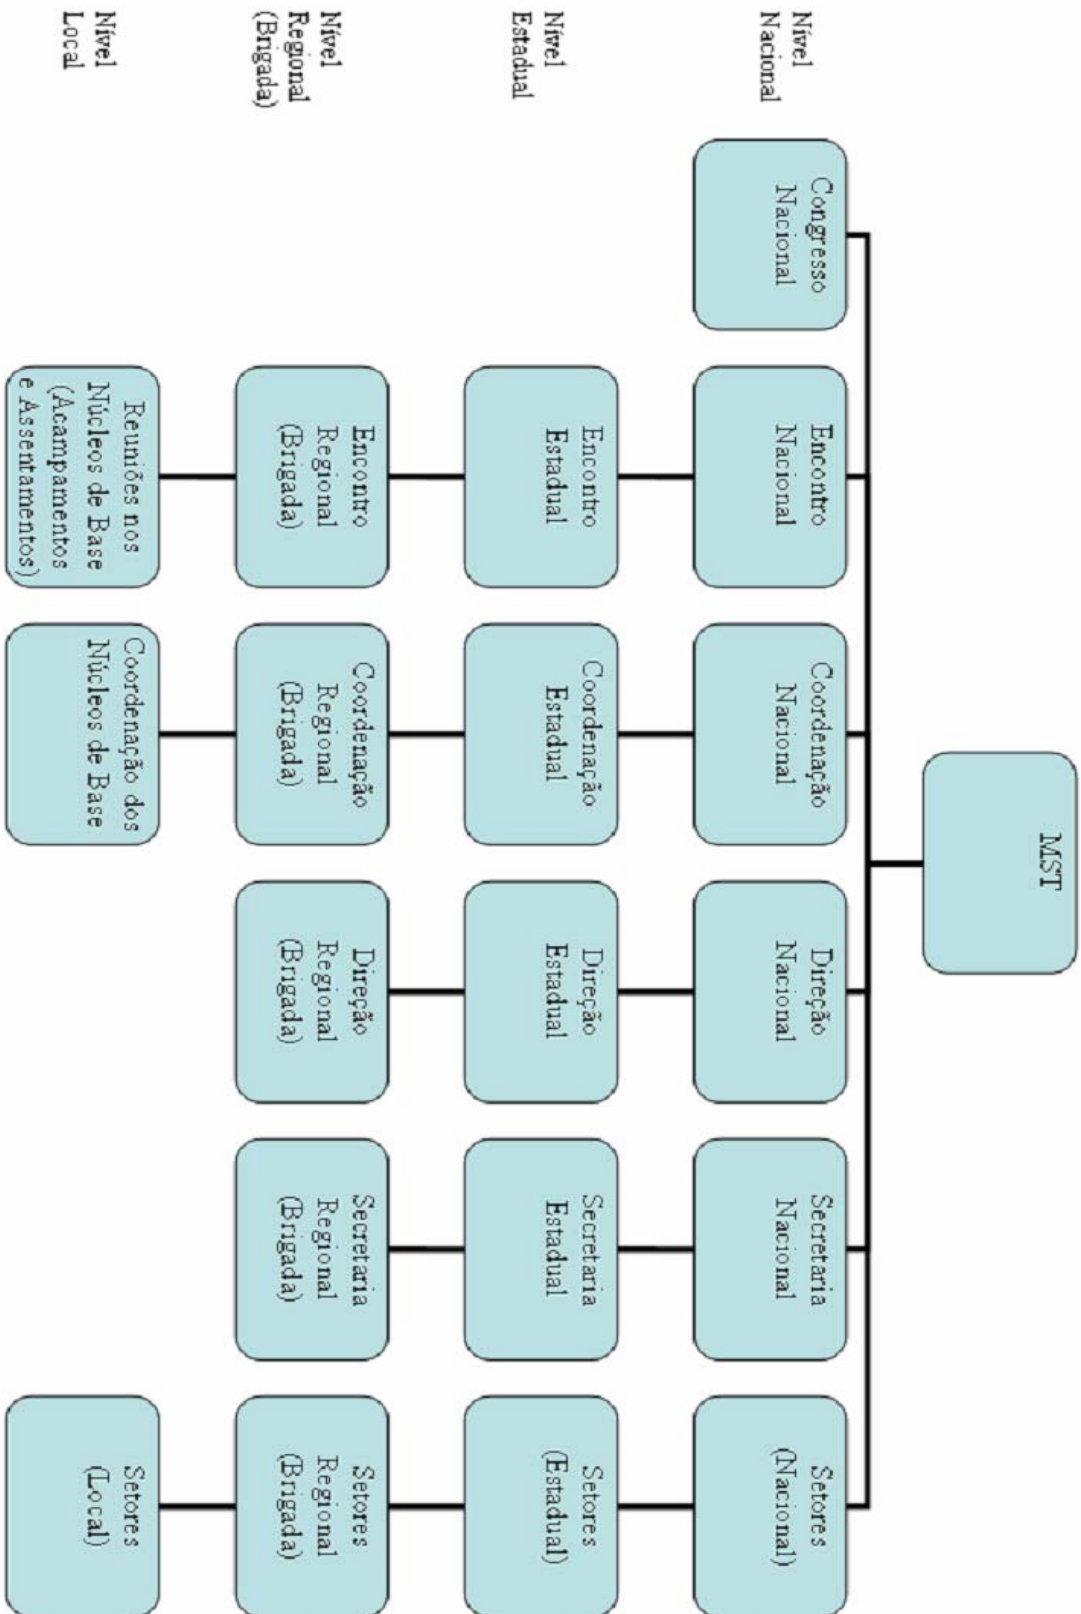 MST
Nível
Nacional
Congresso
Nacional
Encontro
Nacional
Coordenação
Nacional
Direção
Nacional
Secretaria
Nacional
Setores
(Nacional)
Nível
Estadual
Encontro
Estadual
Coordenação
Estadual
Direção
Estadual
Secretaria
Estadual
Setores
(Estadual)
Nível
Regional
(Brigada)
Encontro
Regional
(Brigada)
Coordenação
Regional
(Brigada)
Direção
Regional
(Brigada)
Secretaria
Regional
(Brigada)
Setores
Regional
(Brigada)
Nível
Local
Reuniões nos
Núcleos de Base
(Acampamentos
e Assentamentos)
Coordenação dos
Núcleos de Base
Setores
(Local)